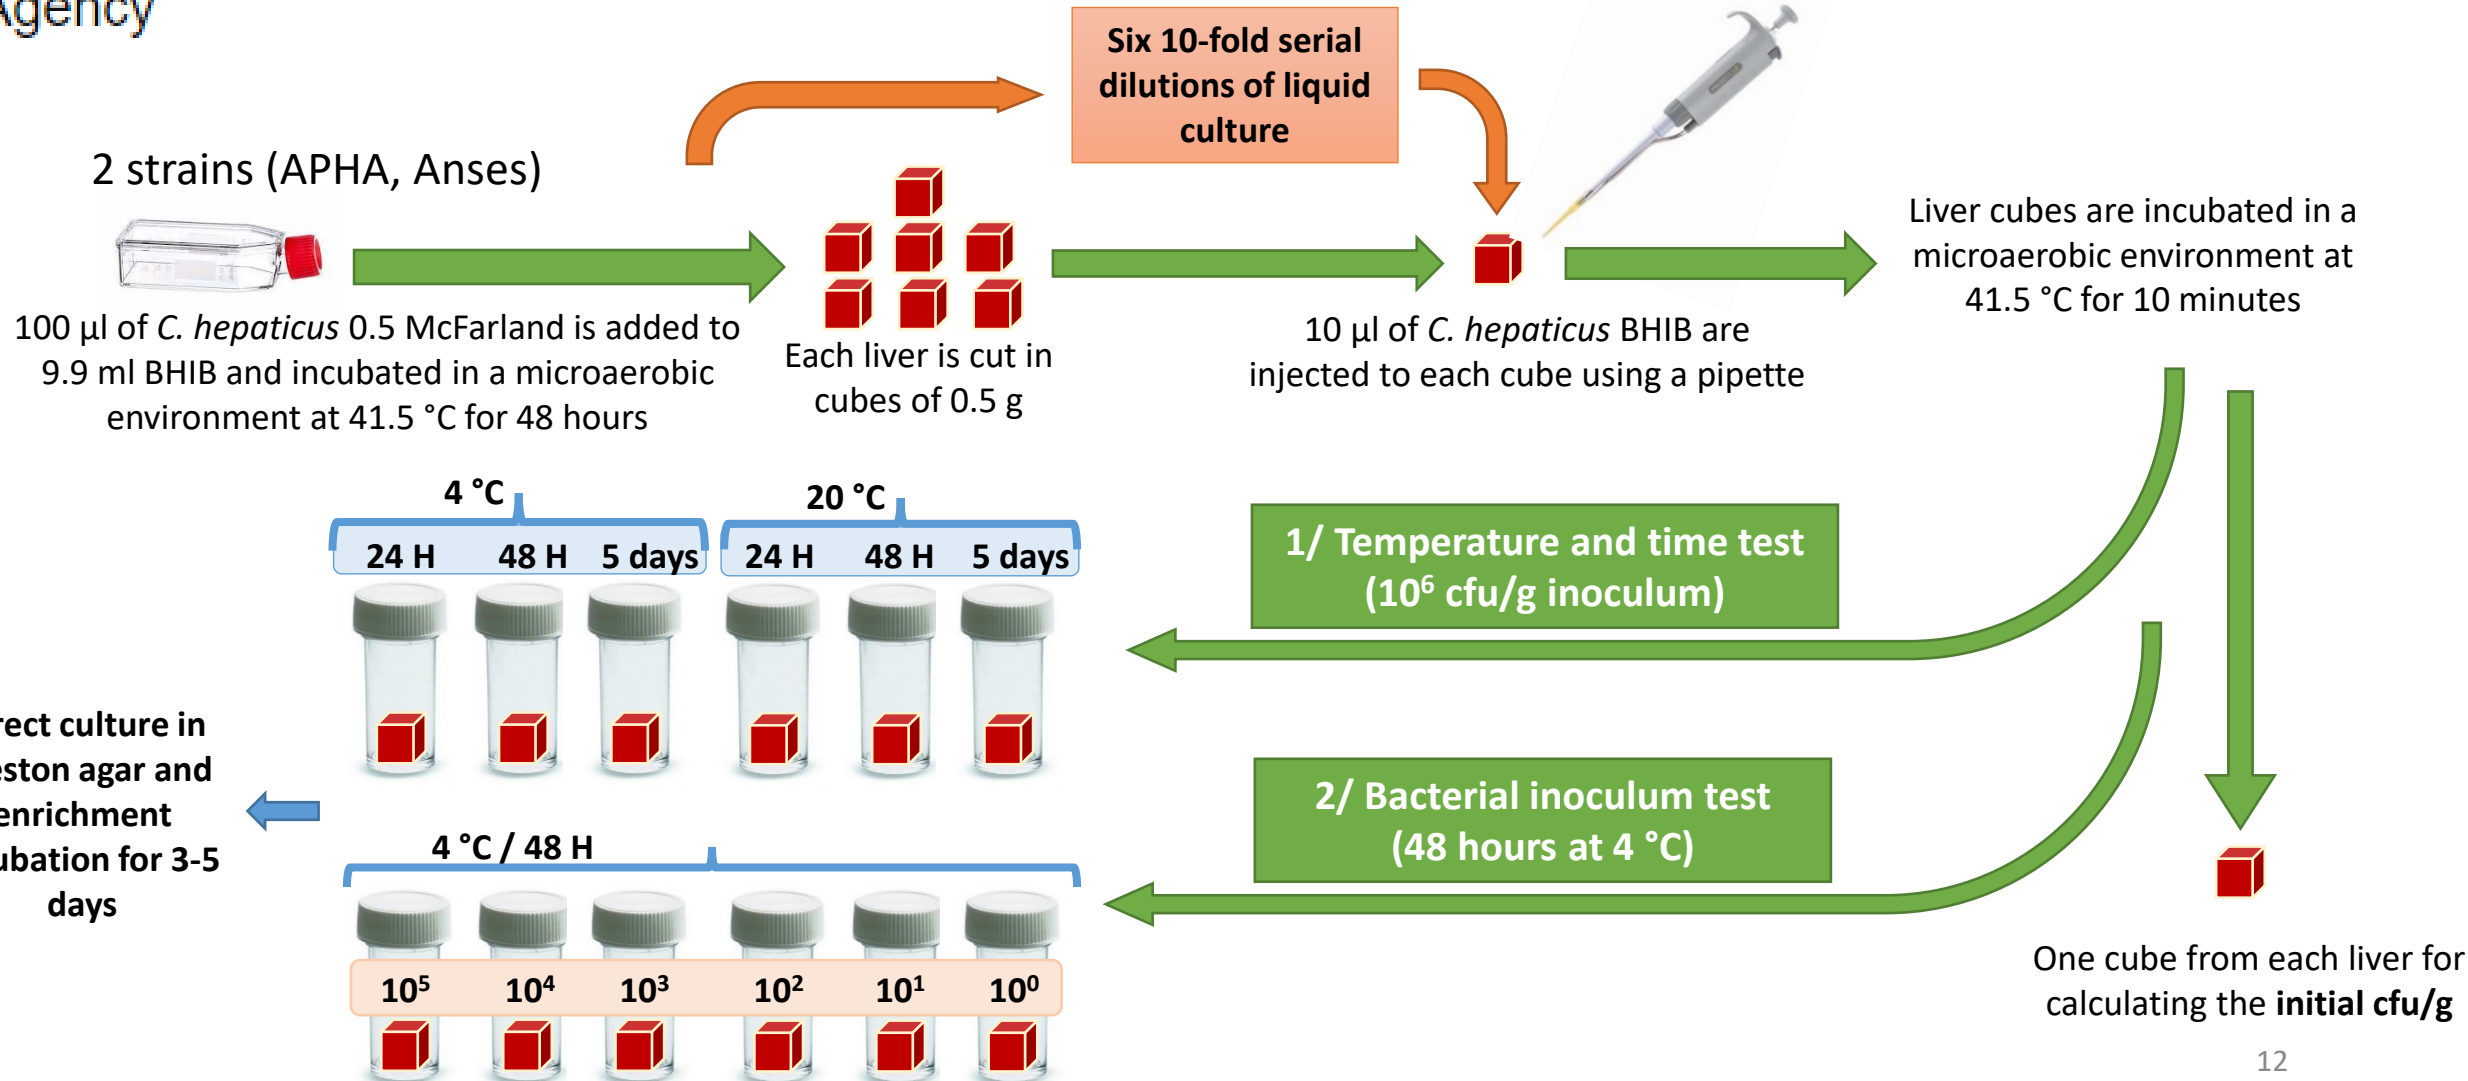 Agency
Six 10-fold serial
dilutions of liquid
culture
2 strains (APHA, Anses)
100 µl of C. hepaticus 0.5 McFarland is added to
9.9 ml BHIB and incubated in a microaerobic
environment at 41.5 °C for 48 hours
Each liver is cut in
cubes of 0.5 g
10 µl of C. hepaticus BHIB are
injected to each cube using a pipette
Liver cubes are incubated in a
microaerobic environment at
41.5 °C for 10 minutes
4 °C
20 °C
24 H 48 H 5 days 24 H 48 H 5 days
1/ Temperature and time test
(10⁶ cfu/g inoculum)
culture in
agar and
enrichment
for 3-5
days
2/ Bacterial inoculum test
(48 hours at 4 °C)
4 °C / 48 H
10⁵ 10⁴ 10³ 10² 10¹ 10⁰
One cube from each liver for
calculating the initial cfu/g
12